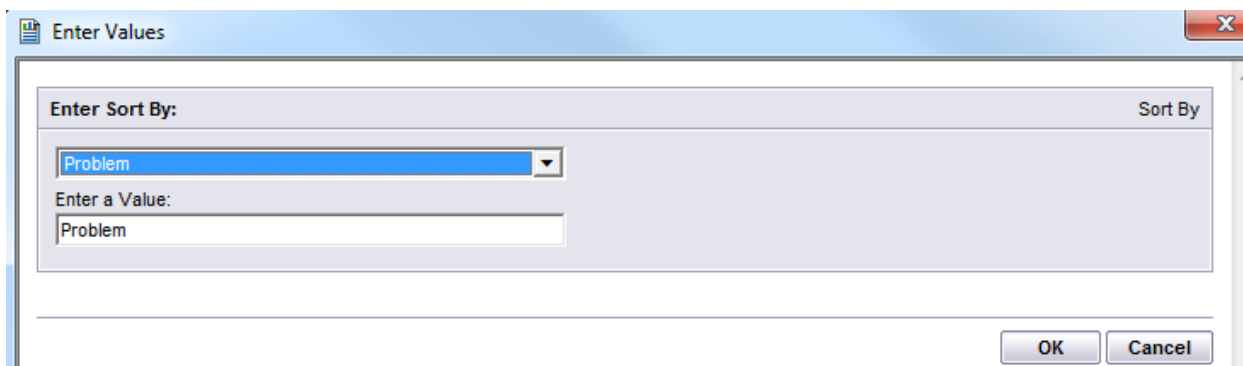 Enter Values
Enter Sort By: Sort By
Problem
Enter a Value:
Problem
OK Cancel